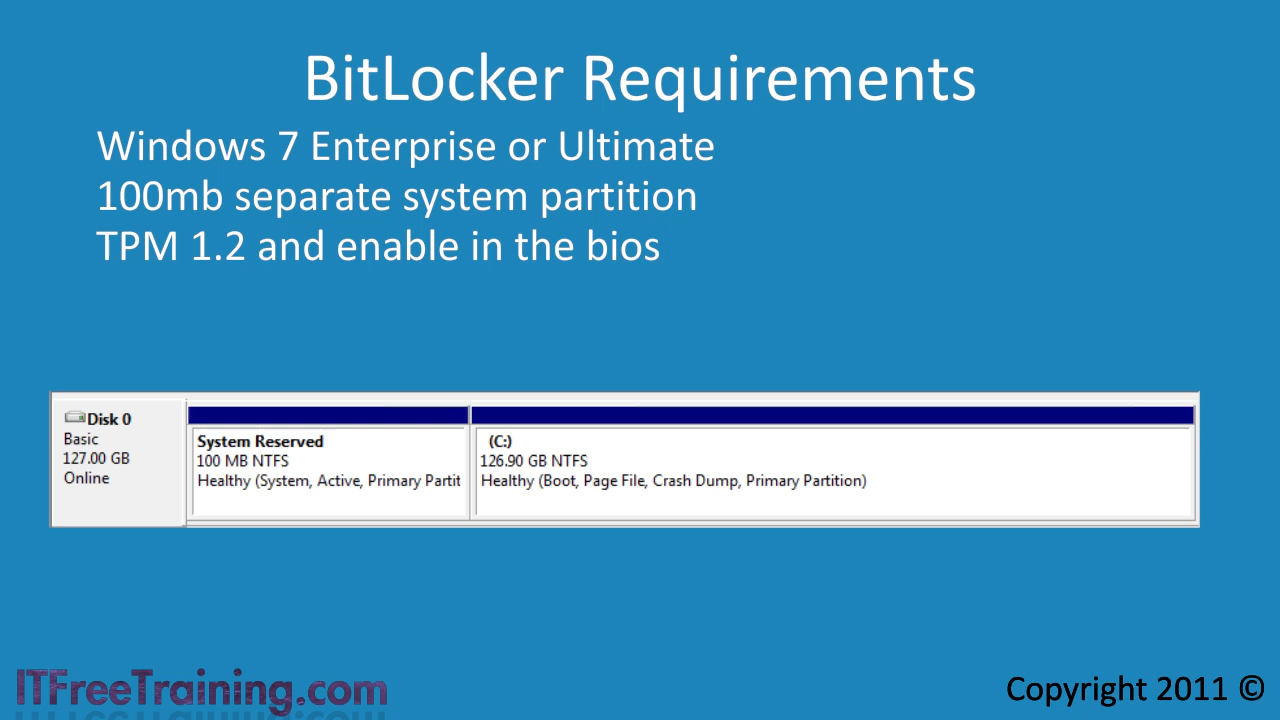 BitLocker Requirements
Windows 7 Enterprise or Ultimate
100mb separate system partition
TPM 1.2 and enable in the bios
Disk 0
Basic
127.00 GB
Online
System Reserved
100 MB NTFS
Healthy (System, Active, Primary Partit
(C:)
126.90 GB NTFS
Healthy (Boot, Page File, Crash Dump, Primary Partition)
ITFreeTraining.com
Copyright 2011 ©